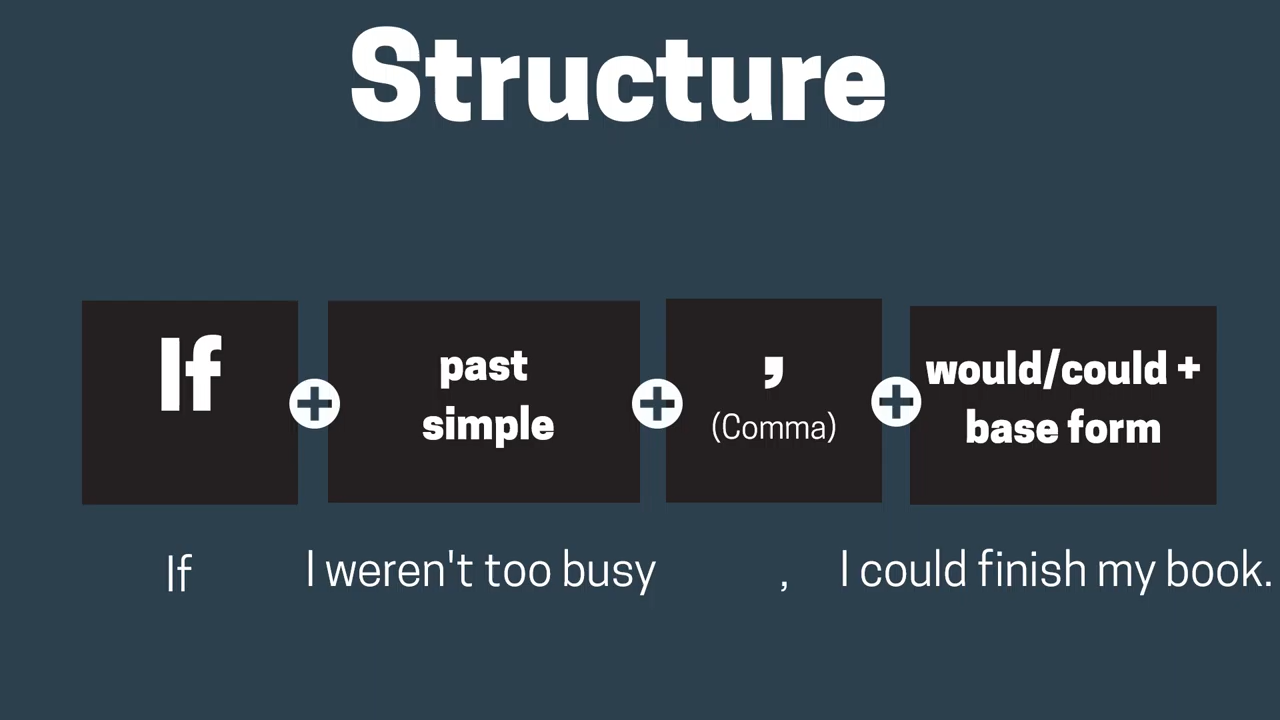 Structure
If
past
simple
,
(Comma)
would/could +
base form
If I weren't too busy , I could finish my book.